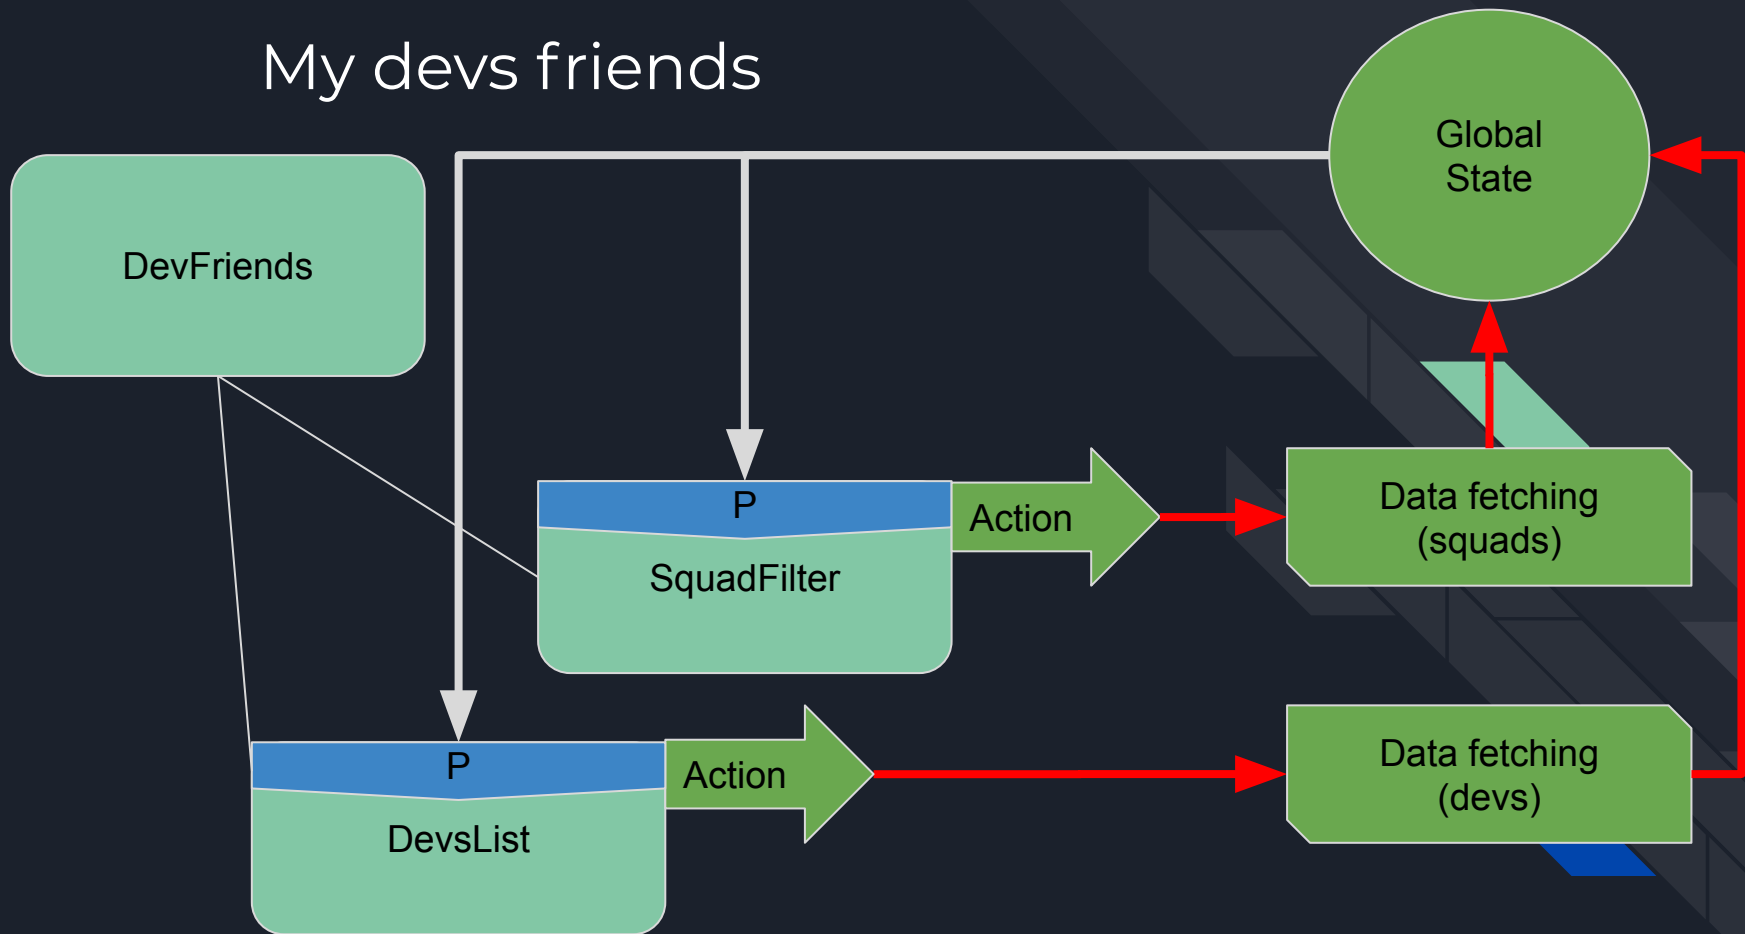 My devs friends
Global
State
DevFriends
P
SquadFilter
Action
Data fetching
(squads)
P
DevsList
Action
Data fetching
(devs)